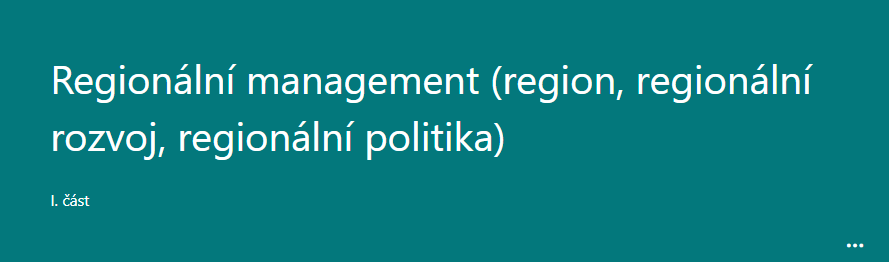 Regionální management (region, regionální
rozvoj, regionální politika)
I. část
...